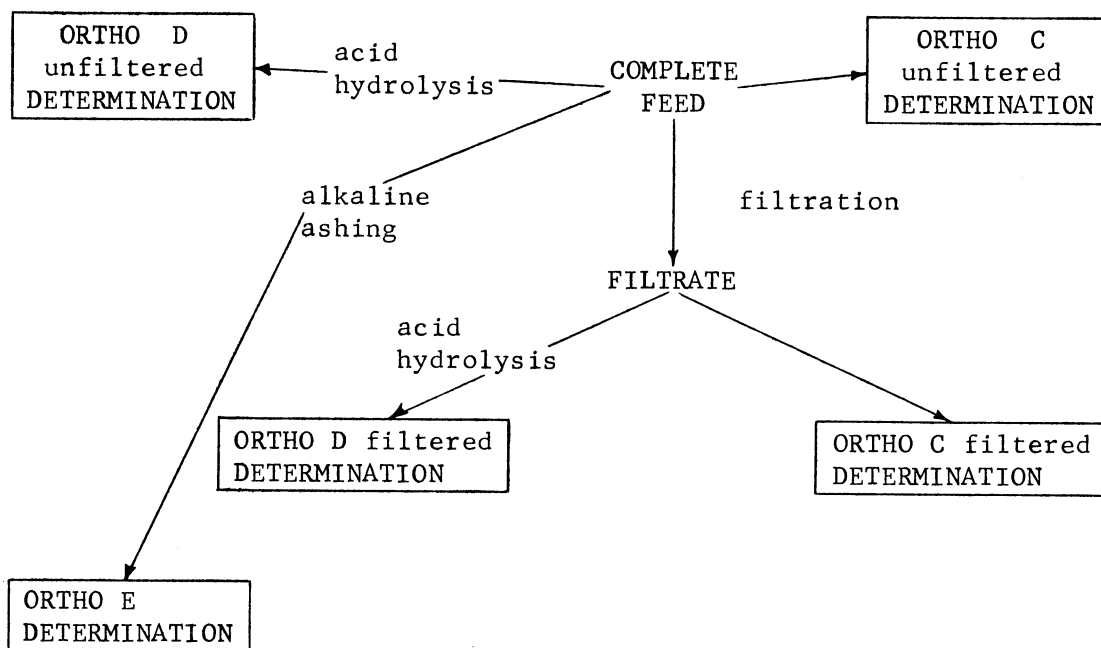 ORTHO D
unfiltered
DETERMINATION
acid
hydrolysis
COMPLETE
FEED
ORTHO C
unfiltered
DETERMINATION
alkaline
ashing
filtration
FILTRATE
acid
hydrolysis
ORTHO D filtered
DETERMINATION
ORTHO C filtered
DETERMINATION
ORTHO E
DETERMINATION